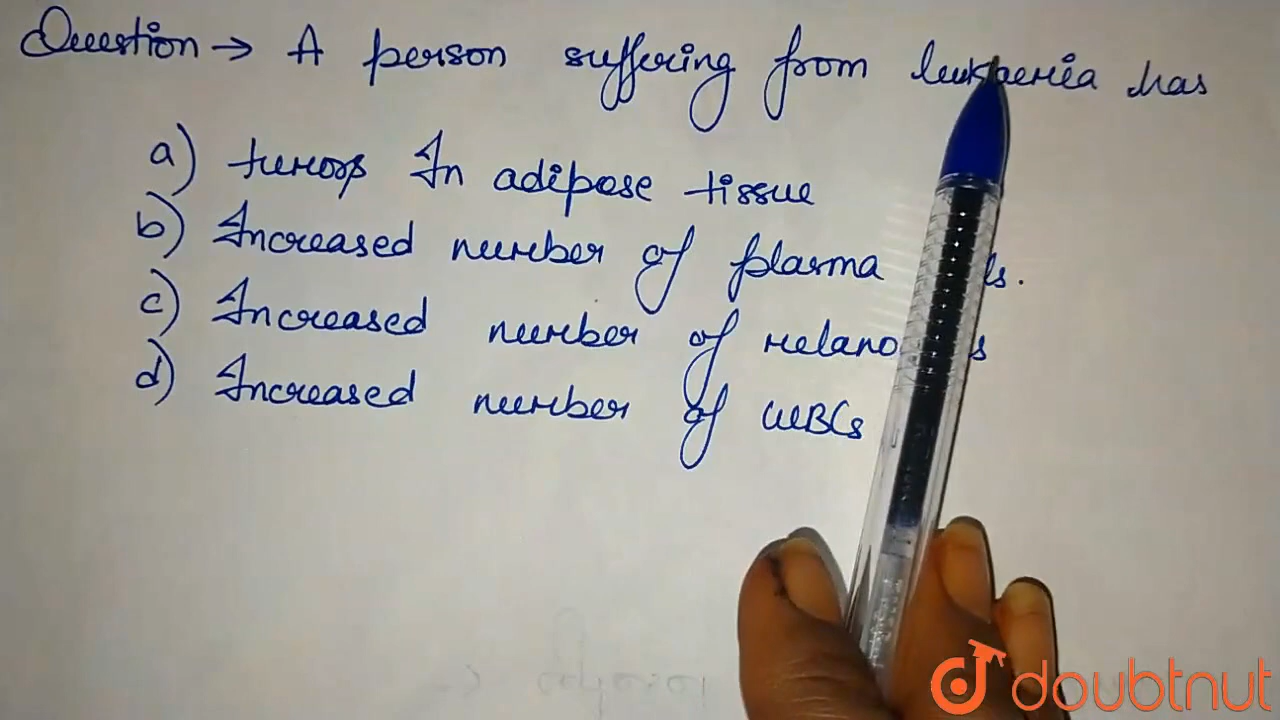 Question → A person suffering from leukaemia has
a) tumors In adipose tissue
b) Increased number of plasma
c) Increased number of
d) Increased number of WBCs
doubtnut